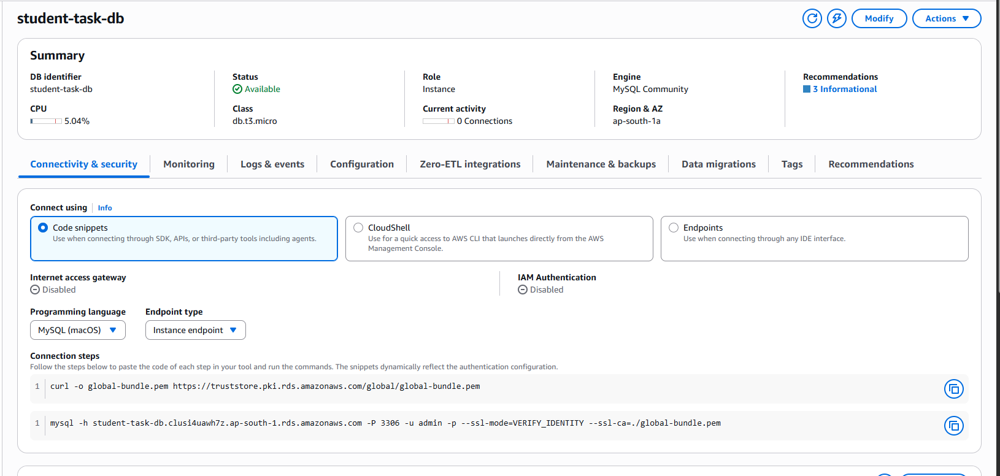 student-task-db
Modify
Actions
Summary
DB identifier
student-task-db
Status
Available
Role
Instance
Engine
MySQL Community
Recommendations
3 Informational
CPU
5.04%
Class
db.t3.micro
Current activity
0 Connections
Region & AZ
ap-south-1a
Connectivity & security
Monitoring
Logs & events
Configuration
Zero-ETL integrations
Maintenance & backups
Data migrations
Tags
Recommendations
Connect using
Info
Code snippets
Use when connecting through SDK, APIs, or third-party tools including agents.
CloudShell
Use for a quick access to AWS CLI that launches directly from the AWS
Management Console.
Endpoints
Use when connecting through any IDE interface.
Internet access gateway
Disabled
IAM Authentication
Disabled
Programming language
MySQL (macOS)
Endpoint type
Instance endpoint
Connection steps
Follow the steps below to paste the code of each step in your tool and run the commands. The snippets dynamically reflect the authentication configuration.
1 curl -o global-bundle.pem https://truststore.pki.rds.amazonaws.com/global/global-bundle.pem
1 mysql -h student-task-db.clusi4uawh7z.ap-south-1.rds.amazonaws.com -P 3306 -u admin -p --ssl-mode=VERIFY_IDENTITY --ssl-ca=./global-bundle.pem